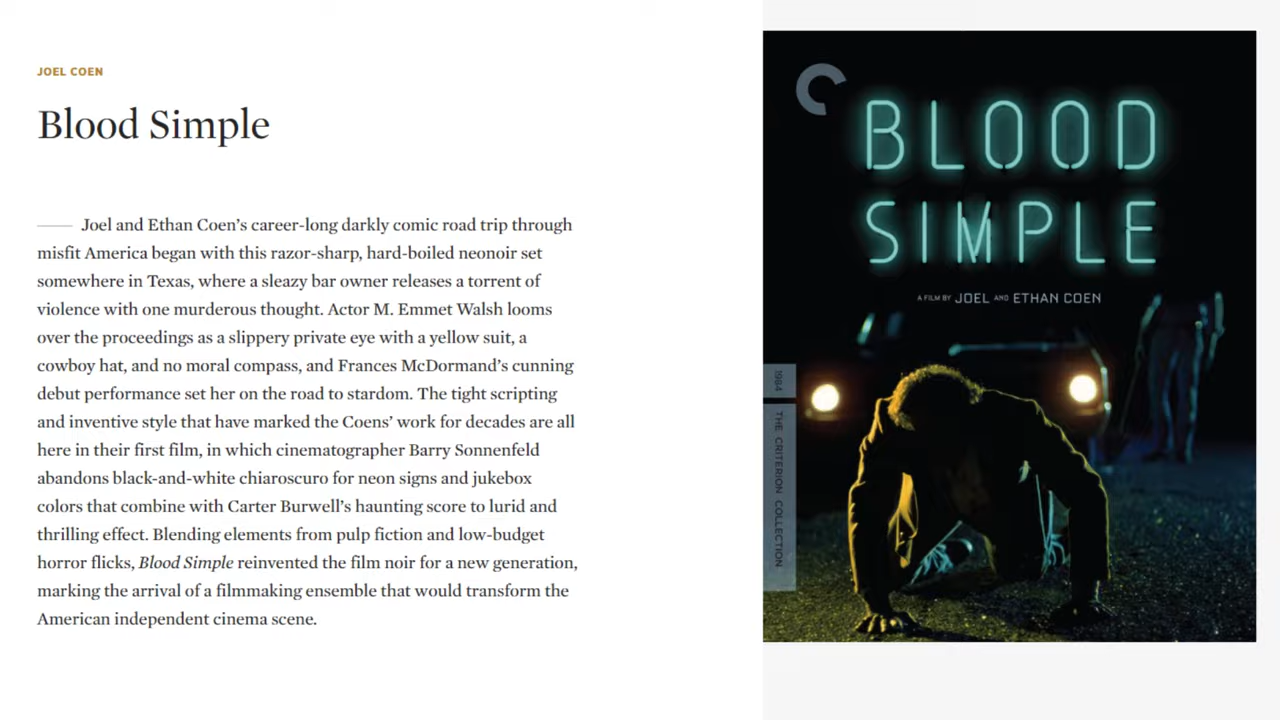 JOEL COEN
Blood Simple
Joel and Ethan Coen’s career-long darkly comic road trip through
misfit America began with this razor-sharp, hard-boiled neonoir set
somewhere in Texas, where a sleazy bar owner releases a torrent of
violence with one murderous thought. Actor M. Emmet Walsh looms
over the proceedings as a slippery private eye with a yellow suit, a
cowboy hat, and no moral compass, and Frances McDormand’s cunning
debut performance set her on the road to stardom. The tight scripting
and inventive style that have marked the Coens’ work for decades are all
here in their first film, in which cinematographer Barry Sonnenfeld
abandons black-and-white chiaroscuro for neon signs and jukebox
colors that combine with Carter Burwell’s haunting score to lurid and
thrilling effect. Blending elements from pulp fiction and low-budget
horror flicks, Blood Simple reinvented the film noir for a new generation,
marking the arrival of a filmmaking ensemble that would transform the
American independent cinema scene.
BLOOD
SIMPLE
A FILM BY JOEL AND ETHAN COEN
1984
THE CRITERION COLLECTION